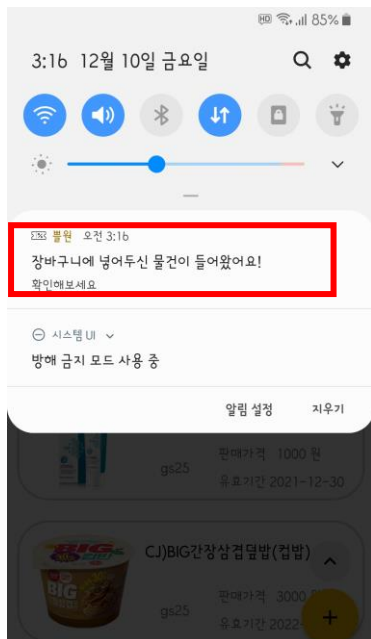 HD 85%
3:16 12월 10일 금요일
쁠원 오전 3:16
장바구니에 넣어두신 물건이 들어왔어요!
확인해보세요
시스템 UI
방해 금지 모드 사용 중
알림 설정 지우기
판매가격 1000 원
gs25
유효기간 2021-12-30
CJ)BIG간장삼겹덮밥(컵밥)
BIG
판매가격 3000
gs25
유효기간 2022-